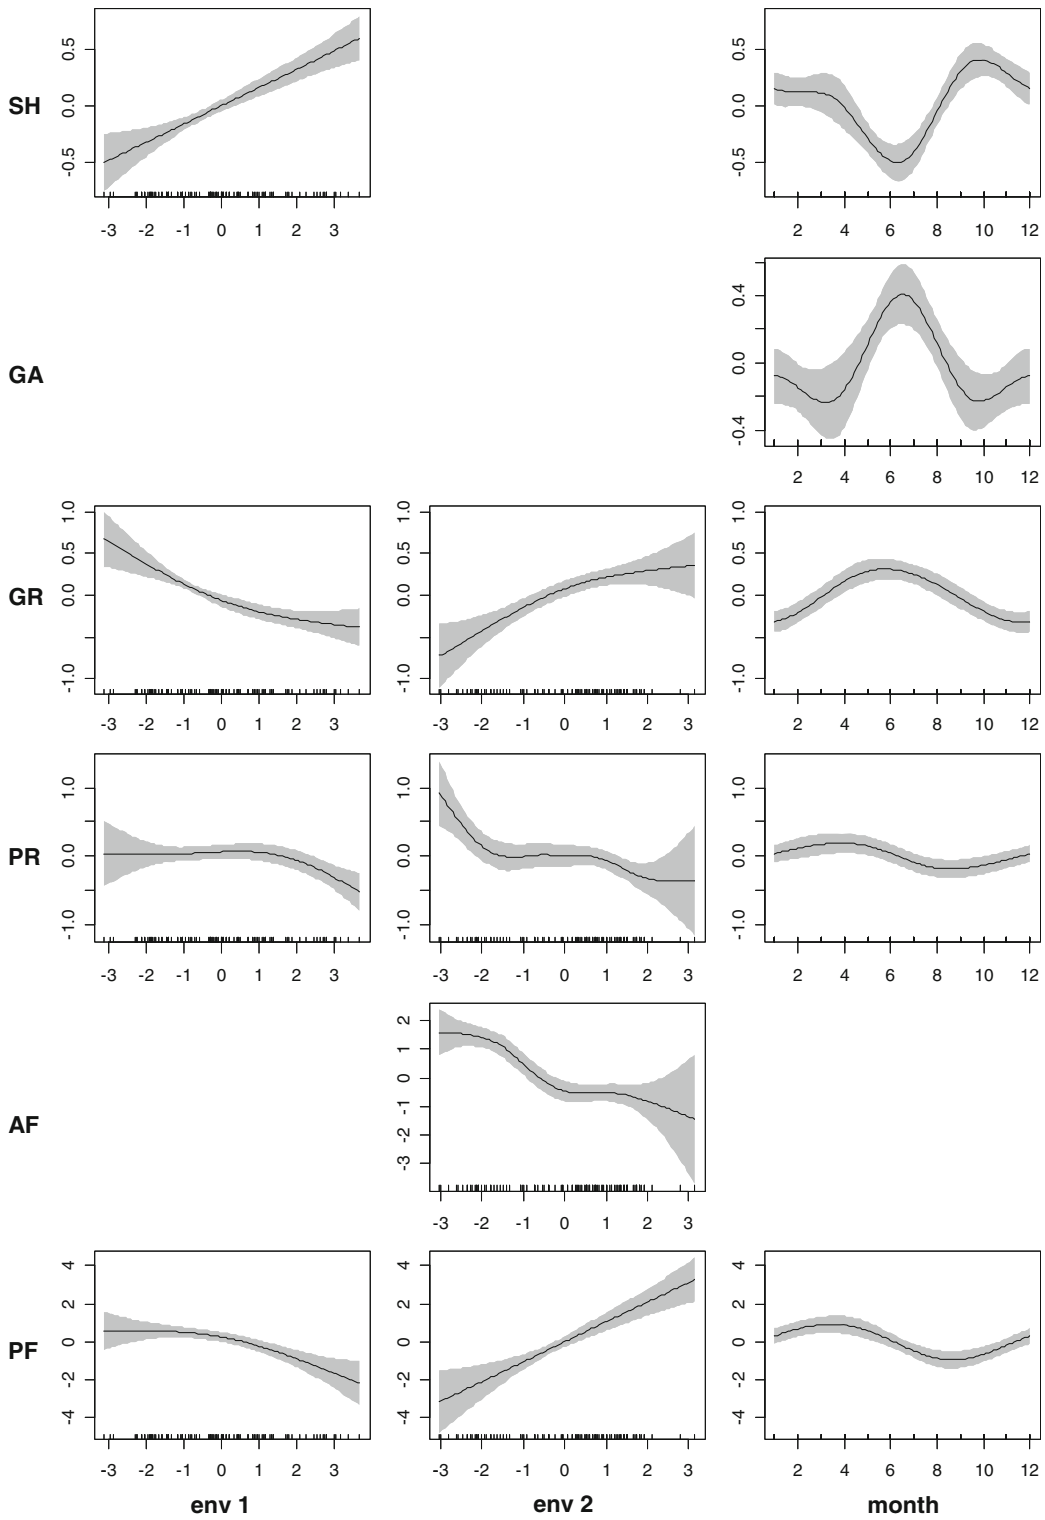 SH
-0.5 0.0 0.5
-3 -2 -1 0 1 2 3
-0.5 0.0 0.5
2 4 6 8 10 12
GA
-0.4 0.0 0.4
2 4 6 8 10 12
GR
-1.0 0.0 0.5 1.0
-3 -2 -1 0 1 2 3
-1.0 0.0 0.5 1.0
-3 -2 -1 0 1 2 3
-1.0 0.0 0.5 1.0
2 4 6 8 10 12
PR
-1.0 0.0 1.0
-3 -2 -1 0 1 2 3
-1.0 0.0 1.0
-3 -2 -1 0 1 2 3
-1.0 0.0 1.0
2 4 6 8 10 12
AF
-3 -2 -1 0 1 2
-3 -2 -1 0 1 2 3
PF
-4 -2 0 2 4
-3 -2 -1 0 1 2 3
-4 -2 0 2 4
-3 -2 -1 0 1 2 3
-4 -2 0 2 4
2 4 6 8 10 12
env 1 env 2 month